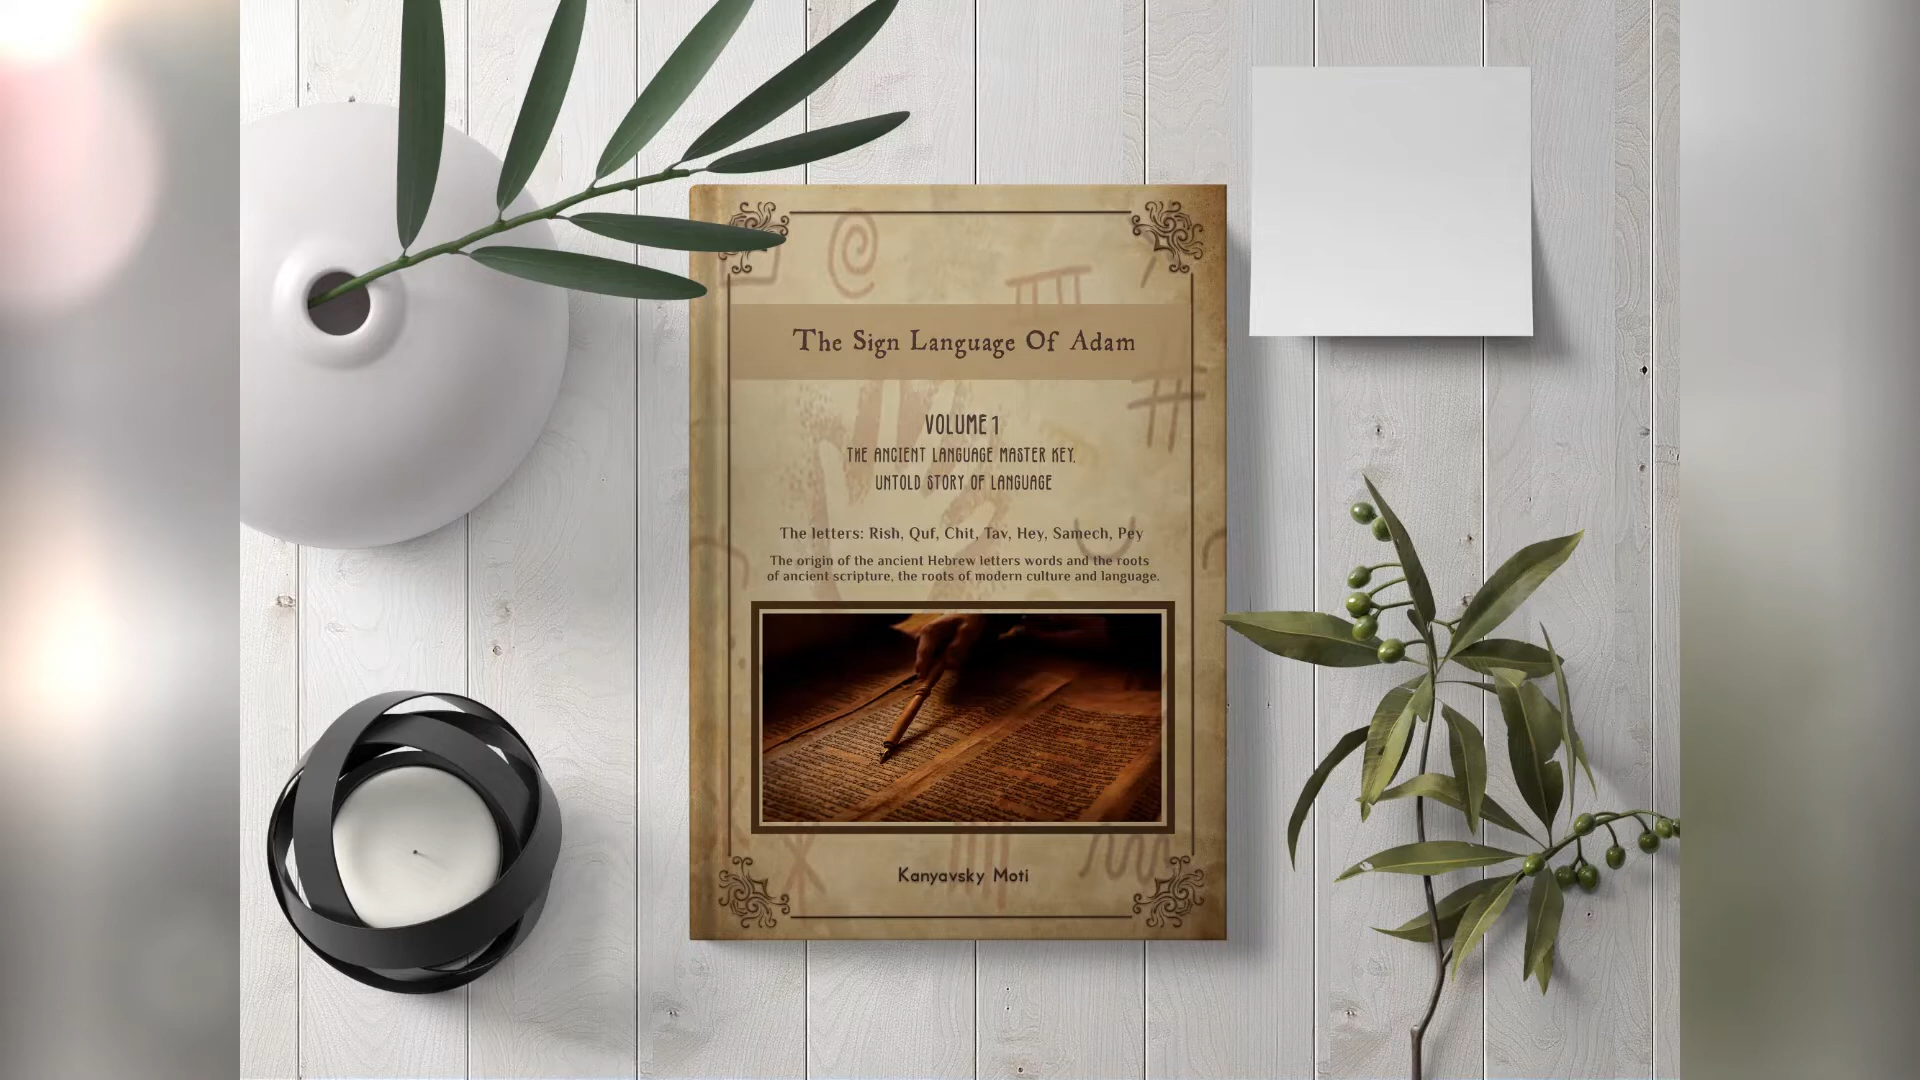 The Sign Language Of Adam
VOLUME 1
THE ANCIENT LANGUAGE MASTER KEY.
UNTOLD STORY OF LANGUAGE
The letters: Rish, Quf, Chit, Tav, Hey, Samech, Pey
The origin of the ancient Hebrew letters words and the roots
of ancient scripture, the roots of modern culture and language.
Kanyavsky Moti